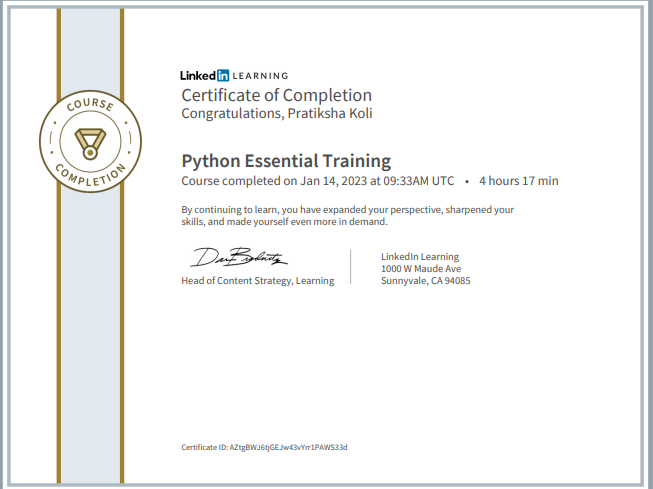 COURSE
COMPLETION
Linked in LEARNING
Certificate of Completion
Congratulations, Pratiksha Koli
Python Essential Training
Course completed on Jan 14, 2023 at 09:33AM UTC • 4 hours 17 min
By continuing to learn, you have expanded your perspective, sharpened your
skills, and made yourself even more in demand.
Head of Content Strategy, Learning
LinkedIn Learning
1000 W Maude Ave
Sunnyvale, CA 94085
Certificate ID: AZtgBWJ6tjGEJw43vYrr1PAWS33d